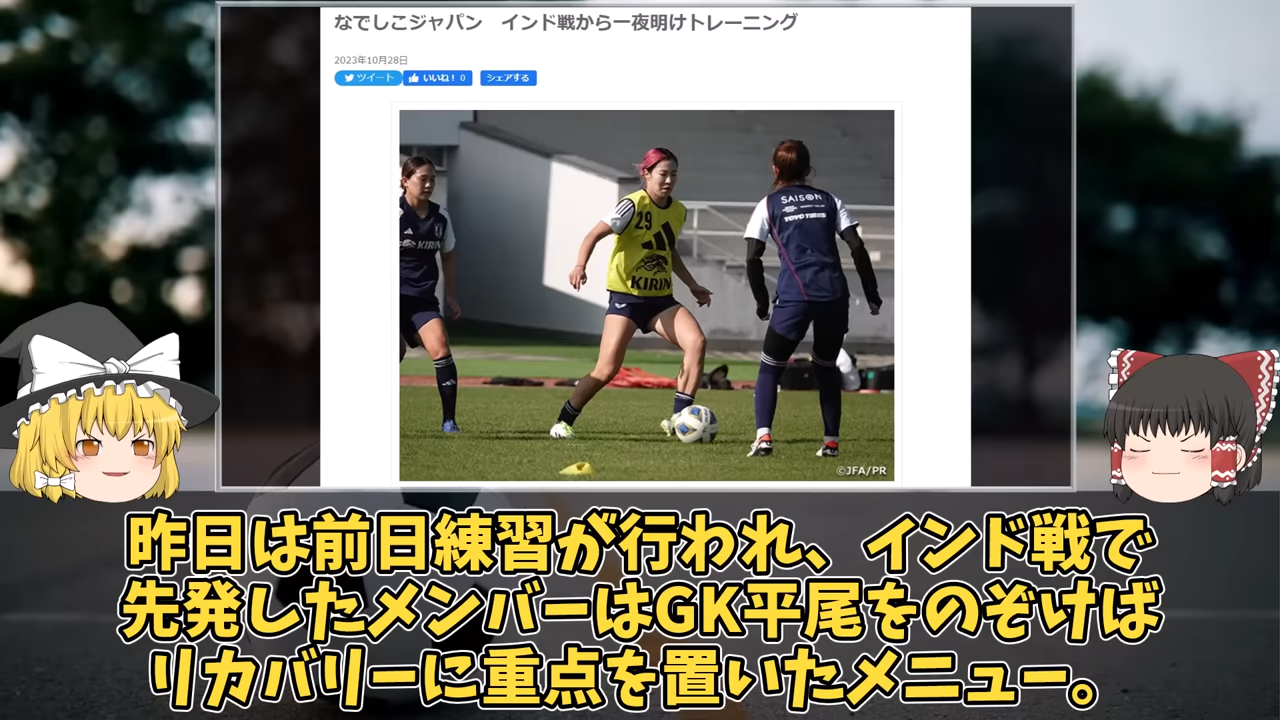 なでしこジャパン　インド戦から一夜明けトレーニング
2023年10月28日
ツイート いいね！ 0 シェアする
SAISON
TOYO TIRES
29
KIRIN
KIRIN
©JFA/PR
昨日は前日練習が行われ、インド戦で
先発したメンバーはGK平尾をのぞけば
リカバリーに重点を置いたメニュー。